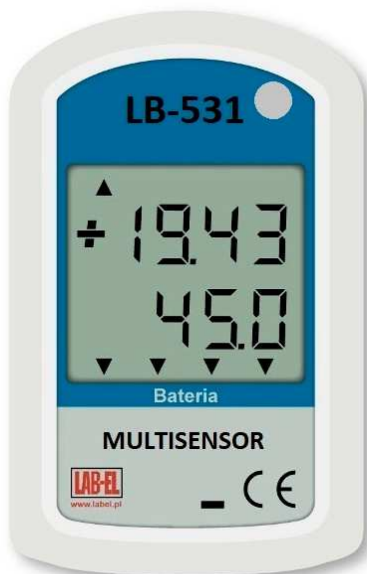 LB-531
÷19.43
45.0
Bateria
MULTISENSOR
LAB-EL
www.label.pl
CE